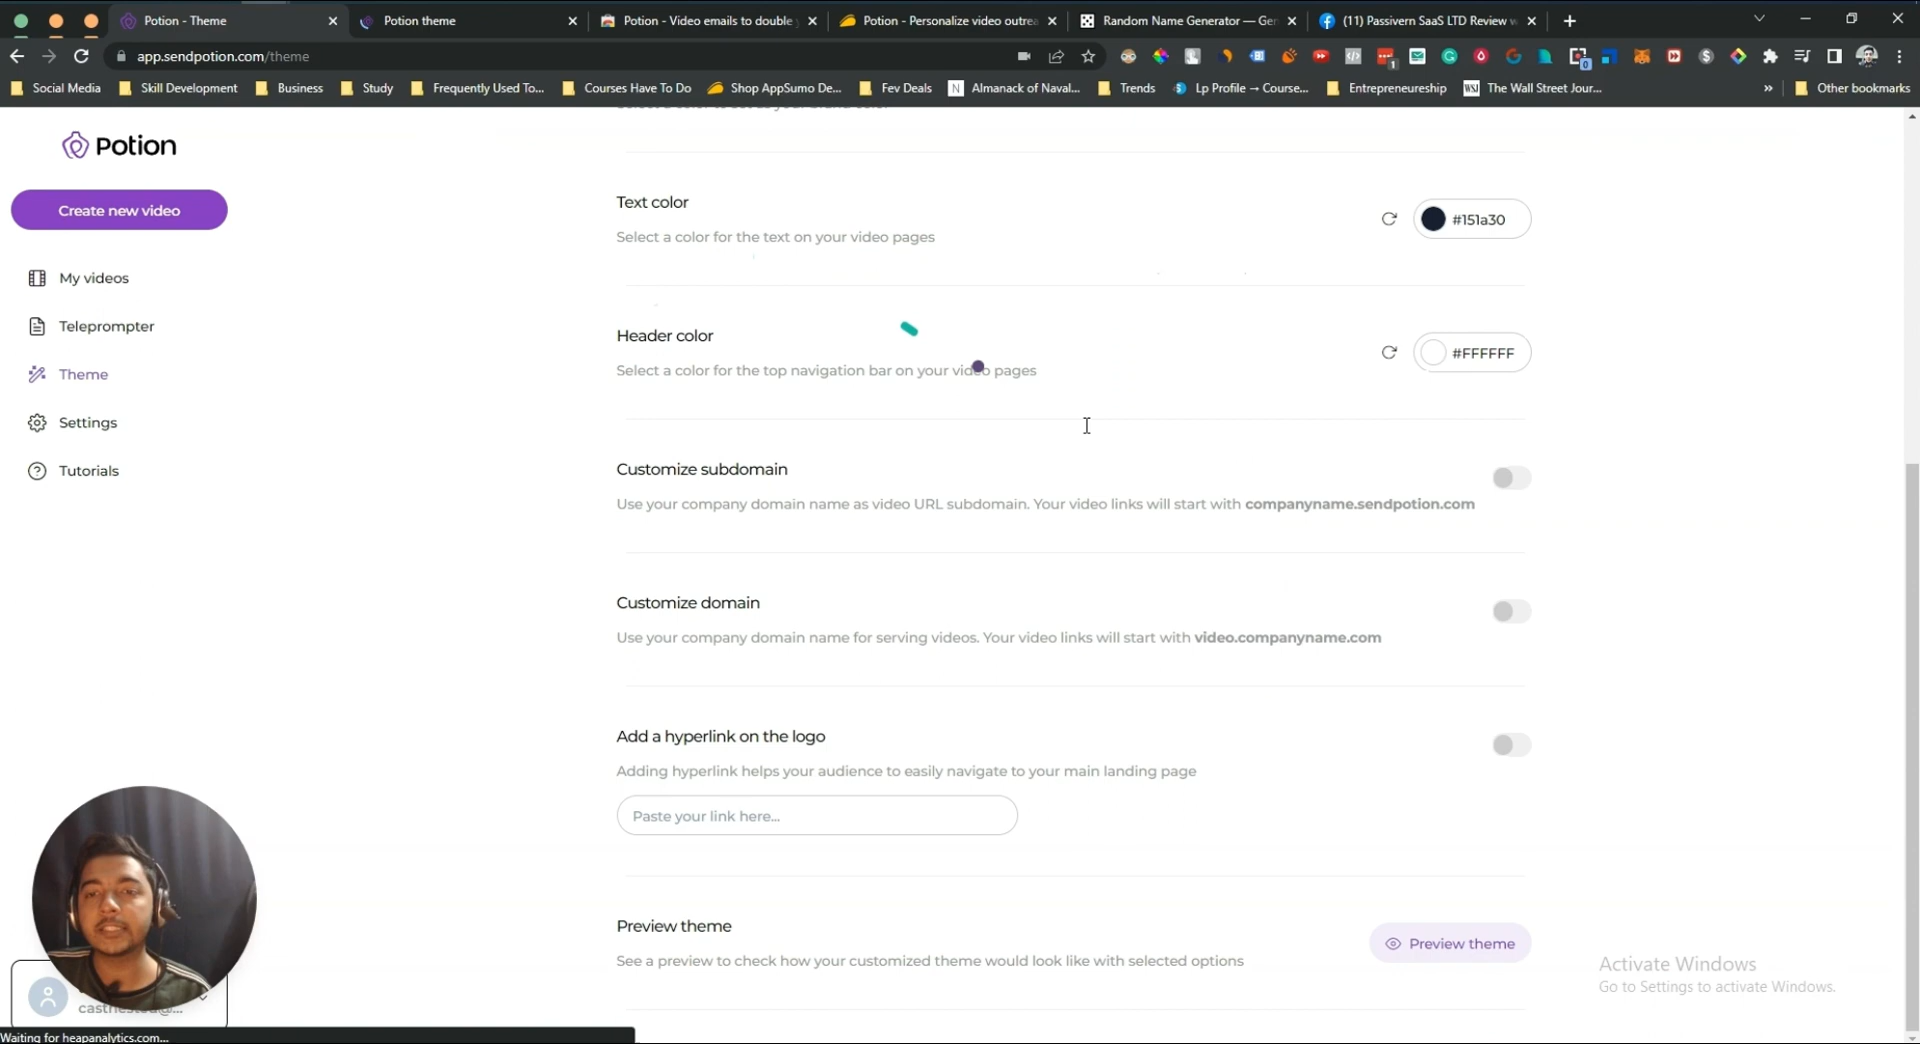 Potion - Theme
Potion theme
Potion - Video emails to double
Potion - Personalize video outrea
Random Name Generator — Gen
(11) Passivern SaaS LTD Review w
app.sendpotion.com/theme
1
0
Social Media
Skill Development
Business
Study
Frequently Used To...
Courses Have To Do
Shop AppSumo De...
Fev Deals
Almanack of Naval...
Trends
Lp Profile → Course...
Entrepreneurship
WSJ
The Wall Street Jour...
»
Other bookmarks
Potion
Create new video
My videos
Teleprompter
Theme
Settings
Tutorials
Text color
#151a30
Select a color for the text on your video pages
Header color
#FFFFFF
Select a color for the top navigation bar on your video pages
Customize subdomain
Use your company domain name as video URL subdomain. Your video links will start with companyname.sendpotion.com
Customize domain
Use your company domain name for serving videos. Your video links will start with video.companyname.com
Add a hyperlink on the logo
Adding hyperlink helps your audience to easily navigate to your main landing page
Paste your link here...
Preview theme
Preview theme
See a preview to check how your customized theme would look like with selected options
Activate Windows
Go to Settings to activate Windows.
Waiting for heapanalytics.com...